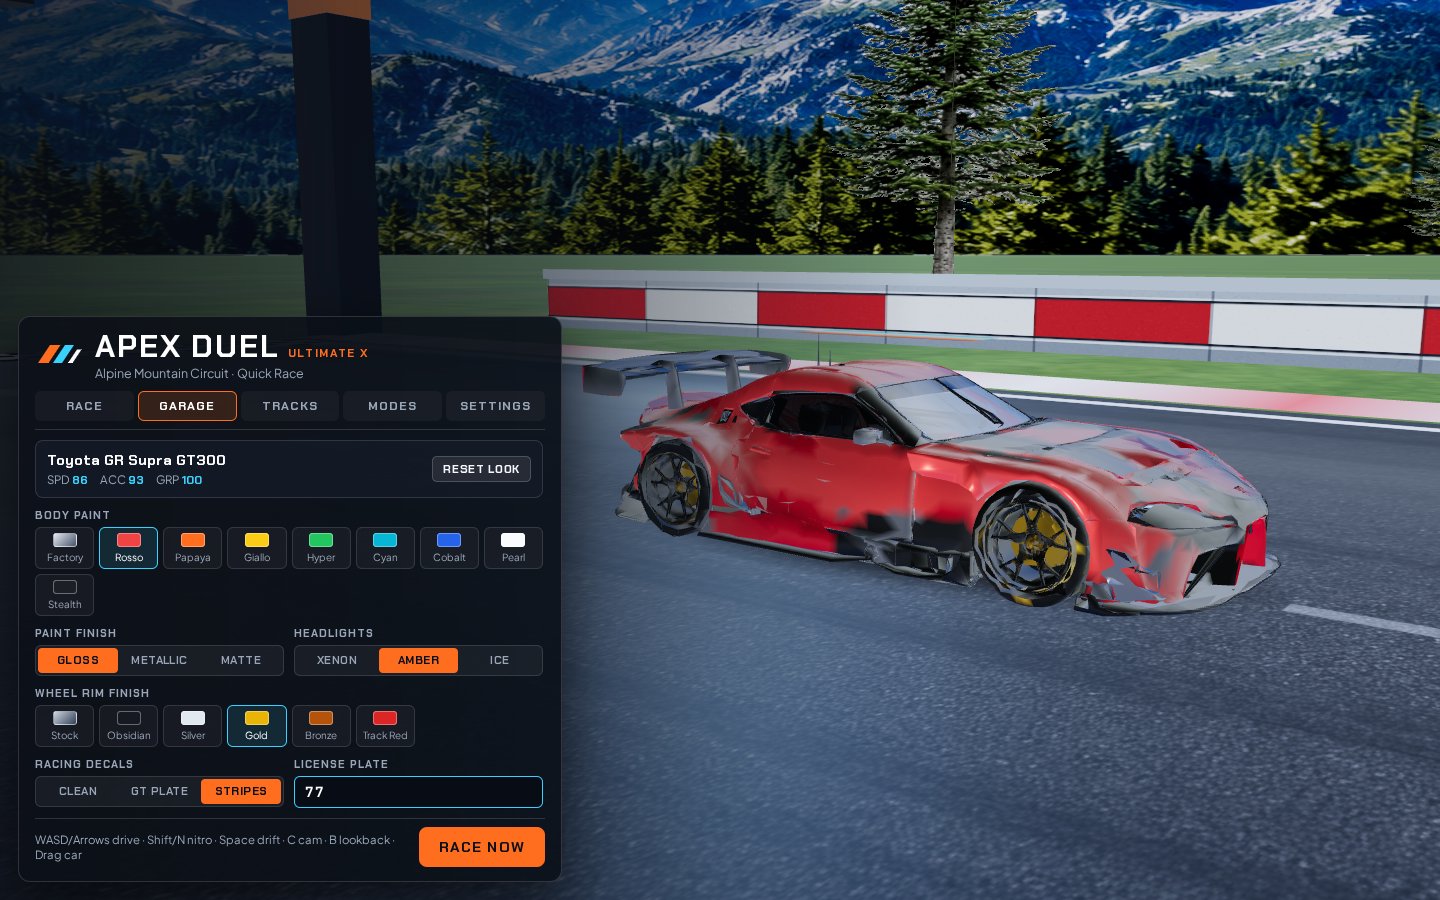 APEX DUEL ULTIMATE X
Alpine Mountain Circuit · Quick Race
RACE GARAGE TRACKS MODES SETTINGS
Toyota GR Supra GT300
SPD 86 ACC 93 GRP 100
RESET LOOK
BODY PAINT
Factory Rosso Papaya Giallo Hyper Cyan Cobalt Pearl
Stealth
PAINT FINISH
GLOSS METALLIC MATTE
HEADLIGHTS
XENON AMBER ICE
WHEEL RIM FINISH
Stock Obsidian Silver Gold Bronze Track Red
RACING DECALS
CLEAN GT PLATE STRIPES
LICENSE PLATE
77
WASD/Arrows drive · Shift/N nitro · Space drift · C cam · B lookback ·
Drag car
RACE NOW